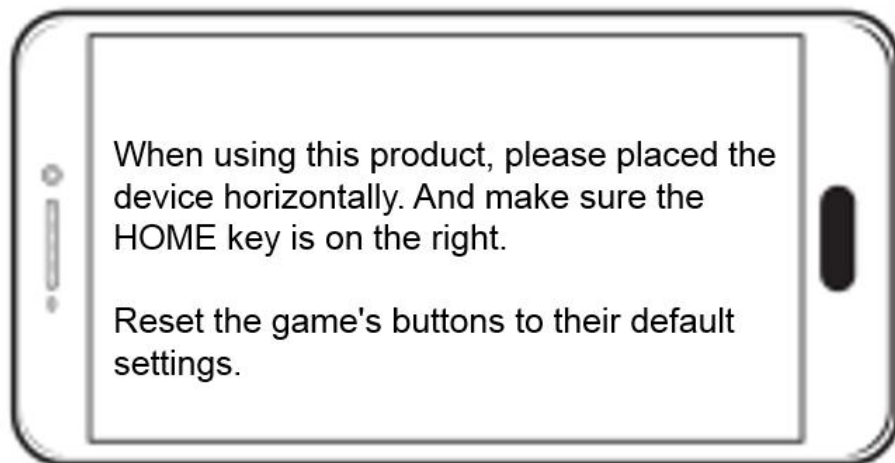 When using this product, please placed the
device horizontally. And make sure the
HOME key is on the right.
Reset the game's buttons to their default
settings.